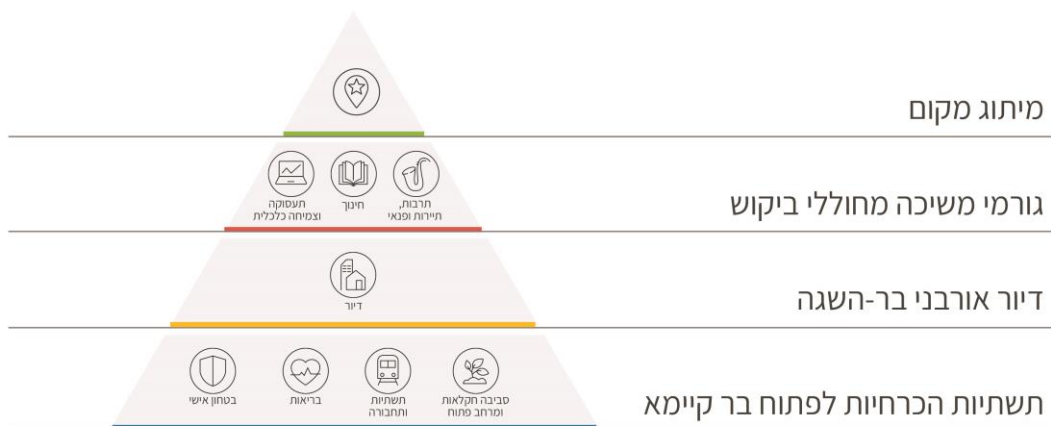 מיתוג מקום
גורמי משיכה מחוללי ביקוש
תרבות,
תיירות ופנאי
חינוך
תעסוקה
וצמיחה כלכלית
דיור אורבני בר-השגה
דיור
תשתיות הכרחיות לפתוח בר קיימא
סביבה חקלאות
ומרחב פתוח
תשתיות
ותחבורה
בריאות
בטחון אישי